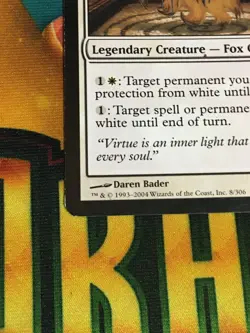 Legendary Creature — Fox
1 : Target permanent you
protection from white until
1 : Target spell or permane
white until end of turn.
"Virtue is an inner light that
every soul."
Daren Bader
™ & © 1993–2004 Wizards of the Coast, Inc. 8/306
OKA